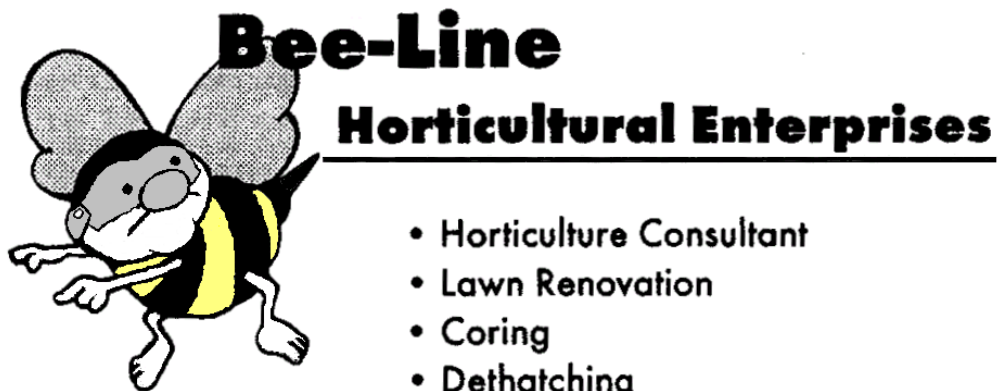 Bee-Line
Horticultural Enterprises
• Horticulture Consultant
• Lawn Renovation
• Coring
• Dethatching